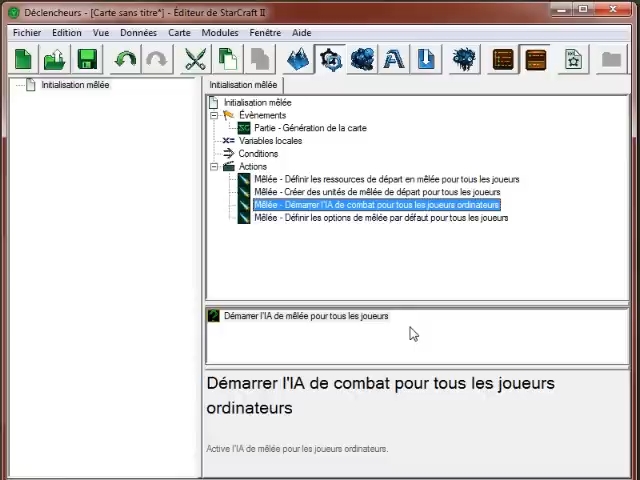 Déclencheurs - [Carte sans titre*] - Éditeur de StarCraft II
Fichier Edition Vue Données Carte Modules Fenêtre Aide
Initialisation mêlée
Initialisation mêlée
Initialisation mêlée
Évènements
Partie - Génération de la carte
Variables locales
Conditions
Actions
Mêlée - Définir les ressources de départ en mêlée pour tous les joueurs
Mêlée - Créer des unités de mêlée de départ pour tous les joueurs
Mêlée - Démarrer l'IA de combat pour tous les joueurs ordinateurs
Mêlée - Définir les options de mêlée par défaut pour tous les joueurs
Démarrer l'IA de mêlée pour tous les joueurs
Démarrer l'IA de combat pour tous les joueurs
ordinateurs
Active l'IA de mêlée pour les joueurs ordinateurs.